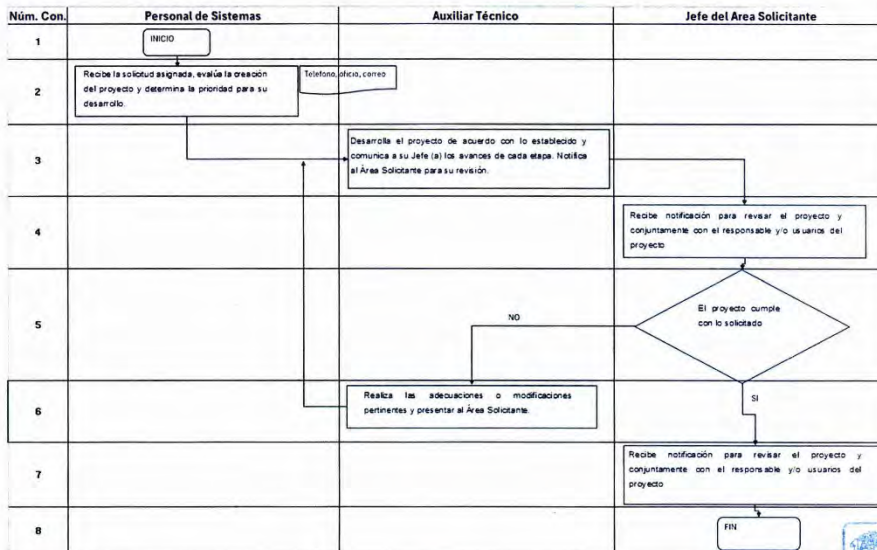 Núm. Con. Personal de Sistemas Auxiliar Técnico Jefe del Area Solicitante
1
INICIO
2
Recibe la solicitud asignada, evalúa la creación
del proyecto y determina la prioridad para su
desarrollo.
Telefono, oficio, correo
3
Desarrolla el proyecto de acuerdo con lo establecido y
comunica a su Jefe (a) los avances de cada etapa. Notifica
al Área Solicitante para su revisión.
4
Recibe notificación para revisar el proyecto y
conjuntamente con el responsable y/o usuarios del
proyecto
5
El proyecto cumple
con lo solicitado
NO
6
Realiza las adecuaciones o modificaciones
pertinentes y presentar al Área Solicitante.
SI
7
Recibe notificación para revisar el proyecto y
conjuntamente con el responsable y/o usuarios del
proyecto
8
FIN